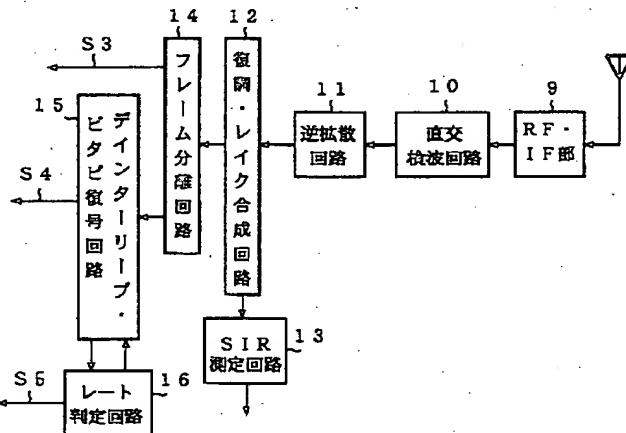 14
12
S3
11
10
9
15
フレーム分離回路
復調・レイク合成回路
逆拡散
回路
直交
検波回路
RF・
IF部
デインターリーブ・
ビタビ復号回路
S4
SIR
測定回路
13
S5
レート
判定回路
16